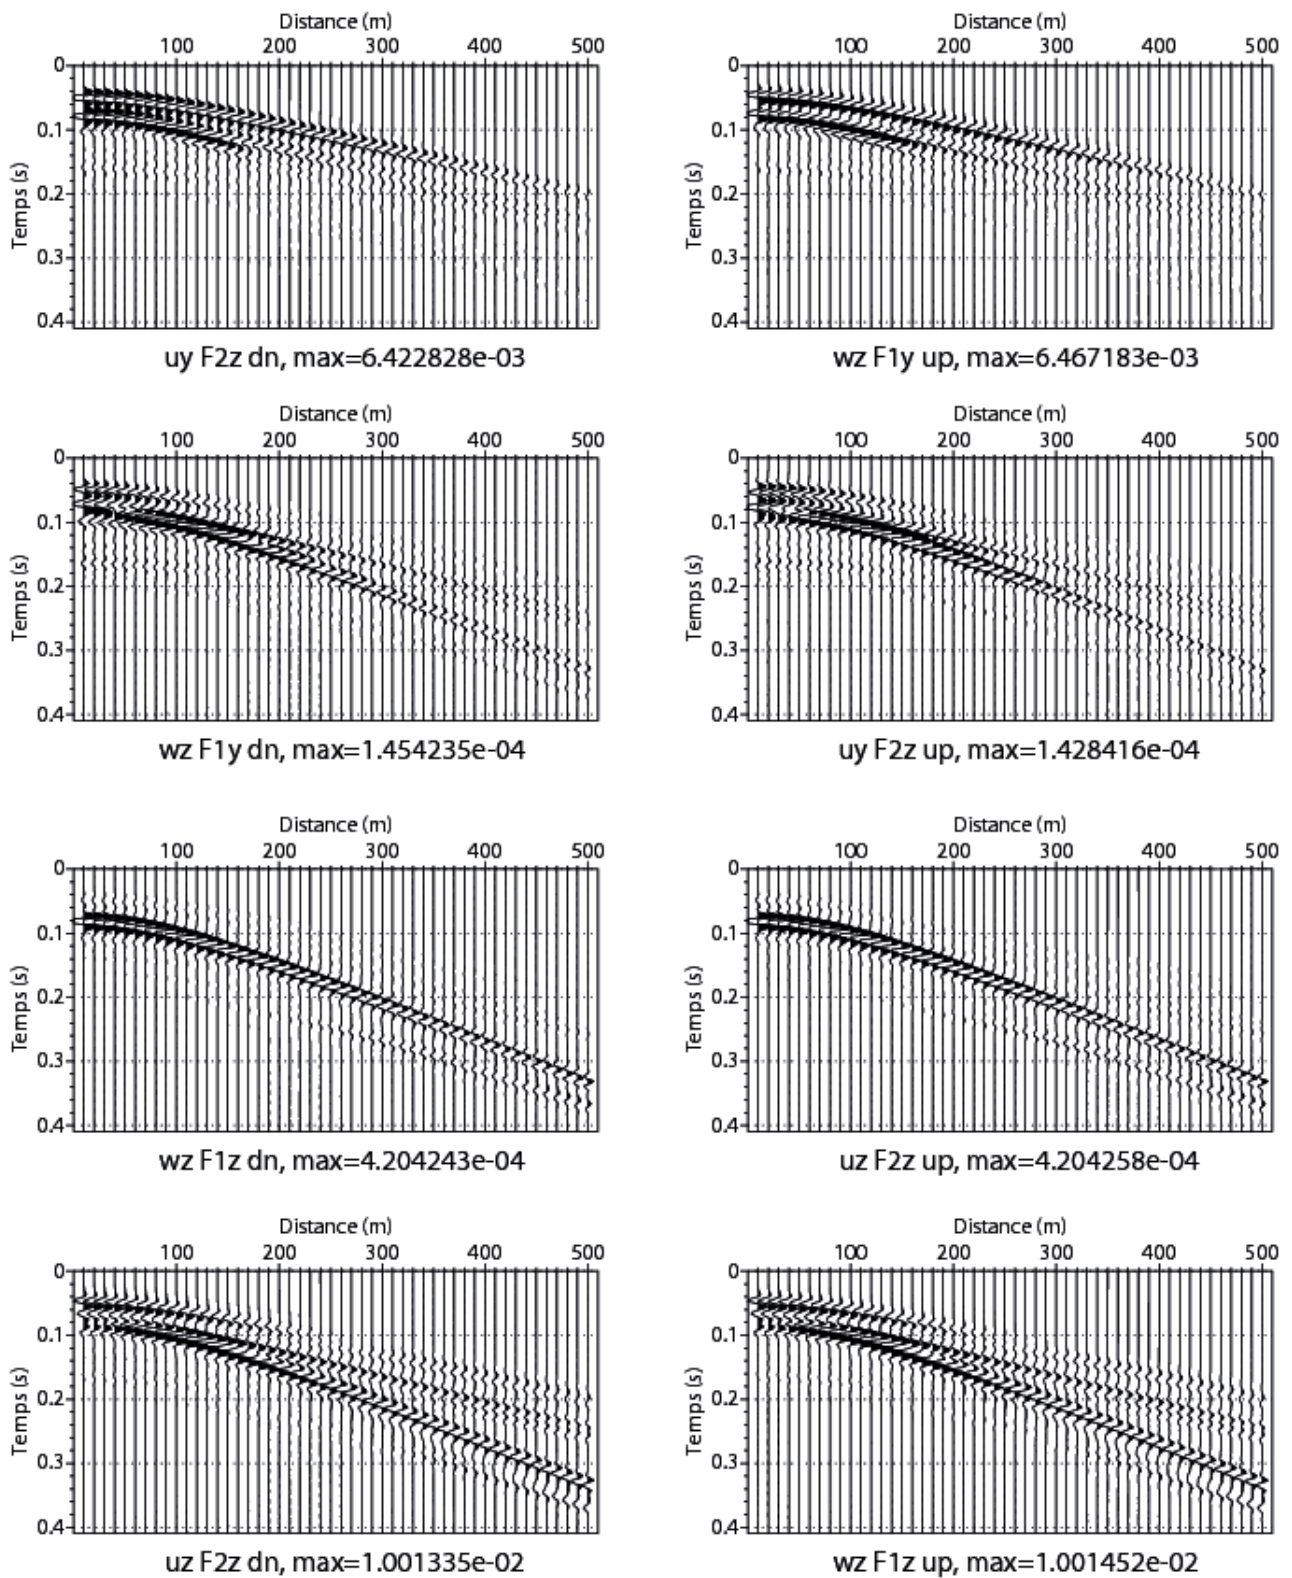 Distance (m) Distance (m)
100 200 300 400 500 100 200 300 400 500
0 0
0.1 0.1
0.2 0.2
0.3 0.3
0.4 0.4
Temps (s) Temps (s)
uy F2z dn, max=6.422828e-03 wz F1y up, max=6.467183e-03
Distance (m) Distance (m)
100 200 300 400 500 100 200 300 400 500
0 0
0.1 0.1
0.2 0.2
0.3 0.3
0.4 0.4
Temps (s) Temps (s)
wz F1y dn, max=1.454235e-04 uy F2z up, max=1.428416e-04
Distance (m) Distance (m)
100 200 300 400 500 100 200 300 400 500
0 0
0.1 0.1
0.2 0.2
0.3 0.3
0.4 0.4
Temps (s) Temps (s)
wz F1z dn, max=4.204243e-04 uz F2z up, max=4.204258e-04
Distance (m) Distance (m)
100 200 300 400 500 100 200 300 400 500
0 0
0.1 0.1
0.2 0.2
0.3 0.3
0.4 0.4
Temps (s) Temps (s)
uz F2z dn, max=1.001335e-02 wz F1z up, max=1.001452e-02